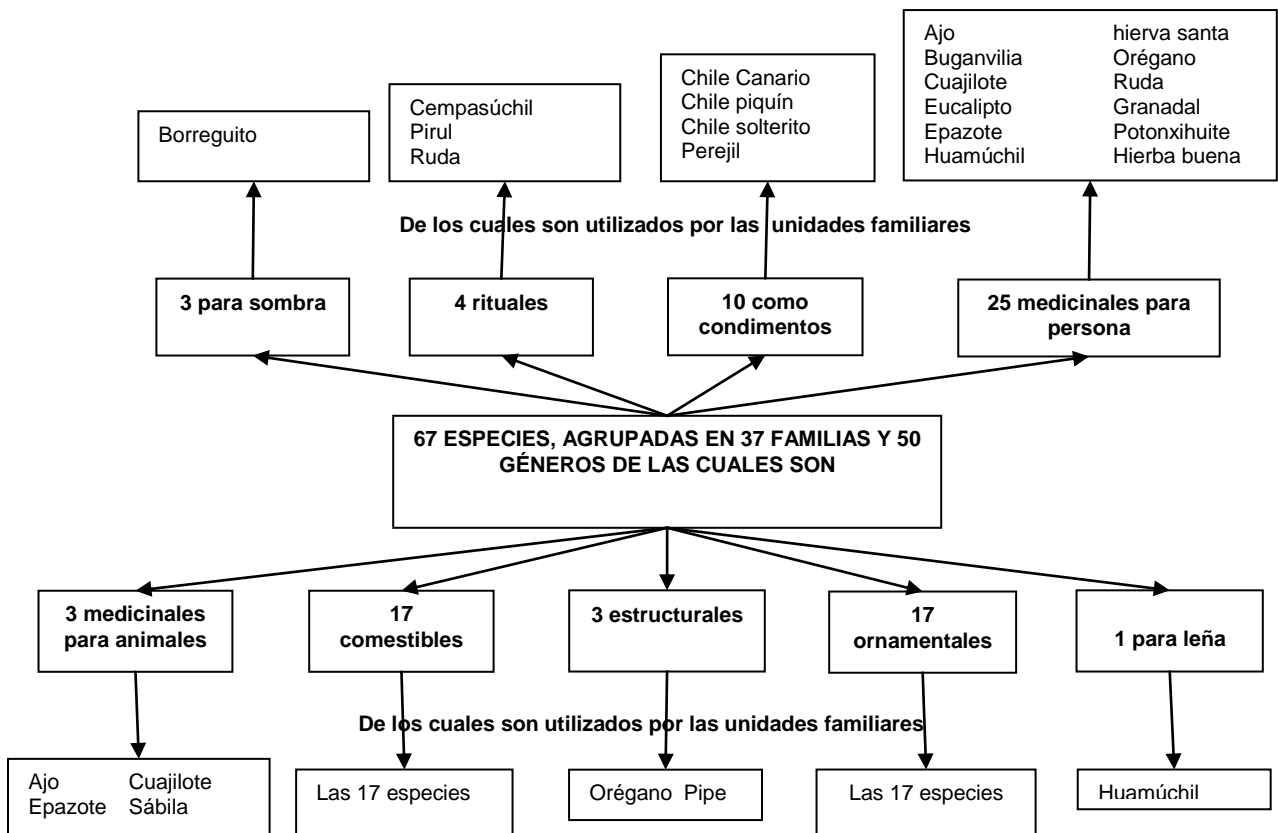 Borreguito
Cempasúchil
Pirul
Ruda
Chile Canario
Chile piquín
Chile solterito
Perejil
Ajo hierva santa
Buganvilia Orégano
Cuajilote Ruda
Eucalipto Granadal
Epazote Potonxihuite
Huamúchil Hierba buena
De los cuales son utilizados por las unidades familiares
3 para sombra
4 rituales
10 como
condimentos
25 medicinales para
persona
67 ESPECIES, AGRUPADAS EN 37 FAMILIAS Y 50
GÉNEROS DE LAS CUALES SON
3 medicinales
para animales
17
comestibles
3 estructurales
17
ornamentales
1 para leña
De los cuales son utilizados por las unidades familiares
Ajo Cuajilote
Epazote Sábila
Las 17 especies
Orégano Pipe
Las 17 especies
Huamúchil